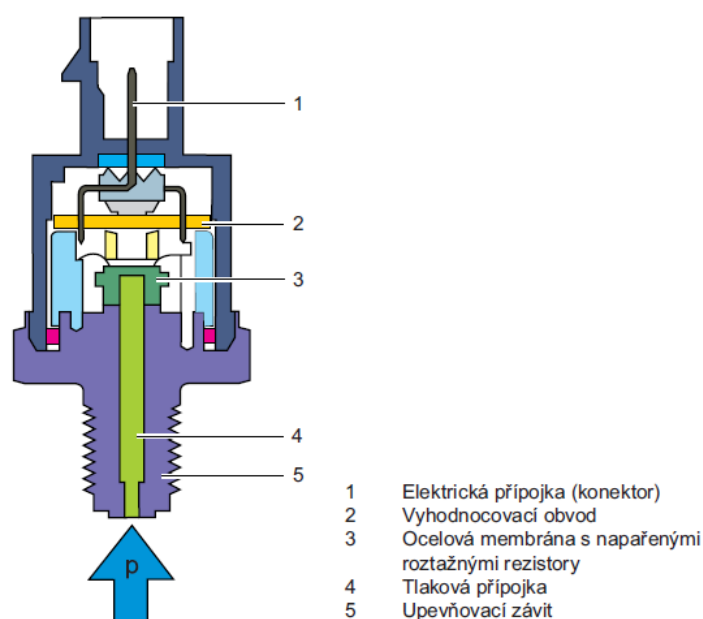 1
2
3
4
5
p
1 Elektrická přípojka (konektor)
2 Vyhodnocovací obvod
3 Ocelová membrána s napařenými
roztažnými rezistory
4 Tlaková přípojka
5 Upevňovací závit